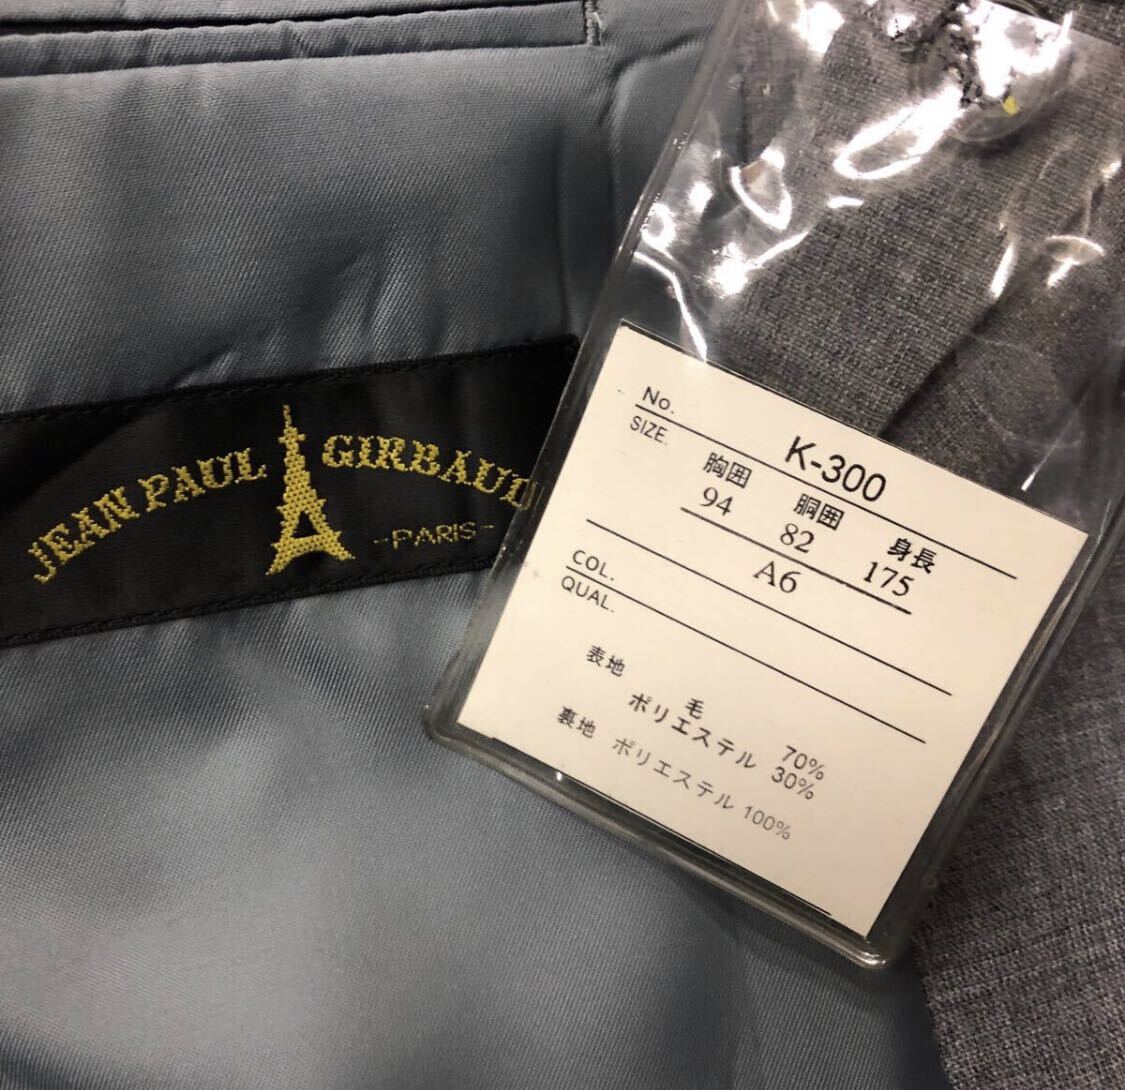 JEAN PAUL GIRBAUD
-PARIS-
No. K-300
SIZE. 胸囲 胴囲 身長
94 82 175
A6
COL.
QUAL.
表地 毛 70%
ポリエステル 30%
裏地 ポリエステル 100%